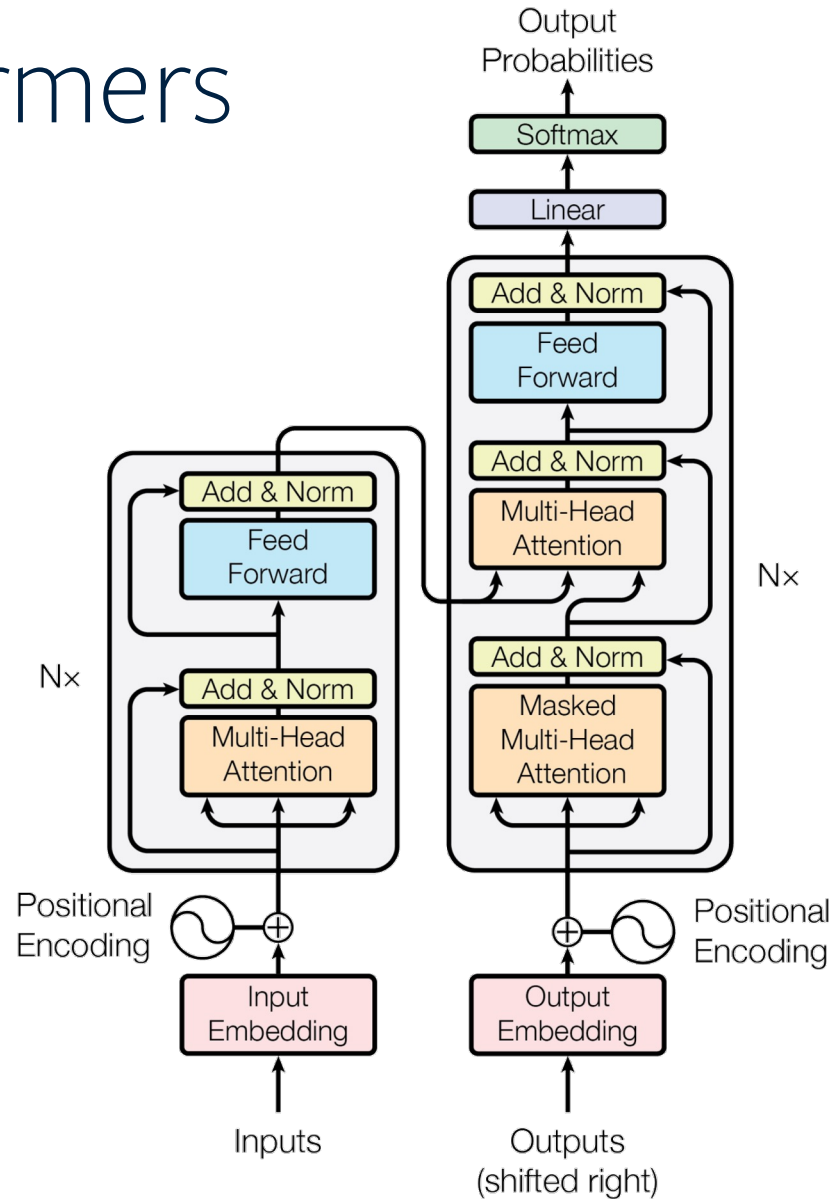 rmers
Output
Probabilities
Softmax
Linear
Add & Norm
Feed
Forward
Add & Norm
Multi-Head
Attention
Nx
Add & Norm
Masked
Multi-Head
Attention
Add & Norm
Feed
Forward
Nx
Add & Norm
Multi-Head
Attention
Positional
Encoding
Positional
Encoding
Input
Embedding
Output
Embedding
Inputs
Outputs
(shifted right)